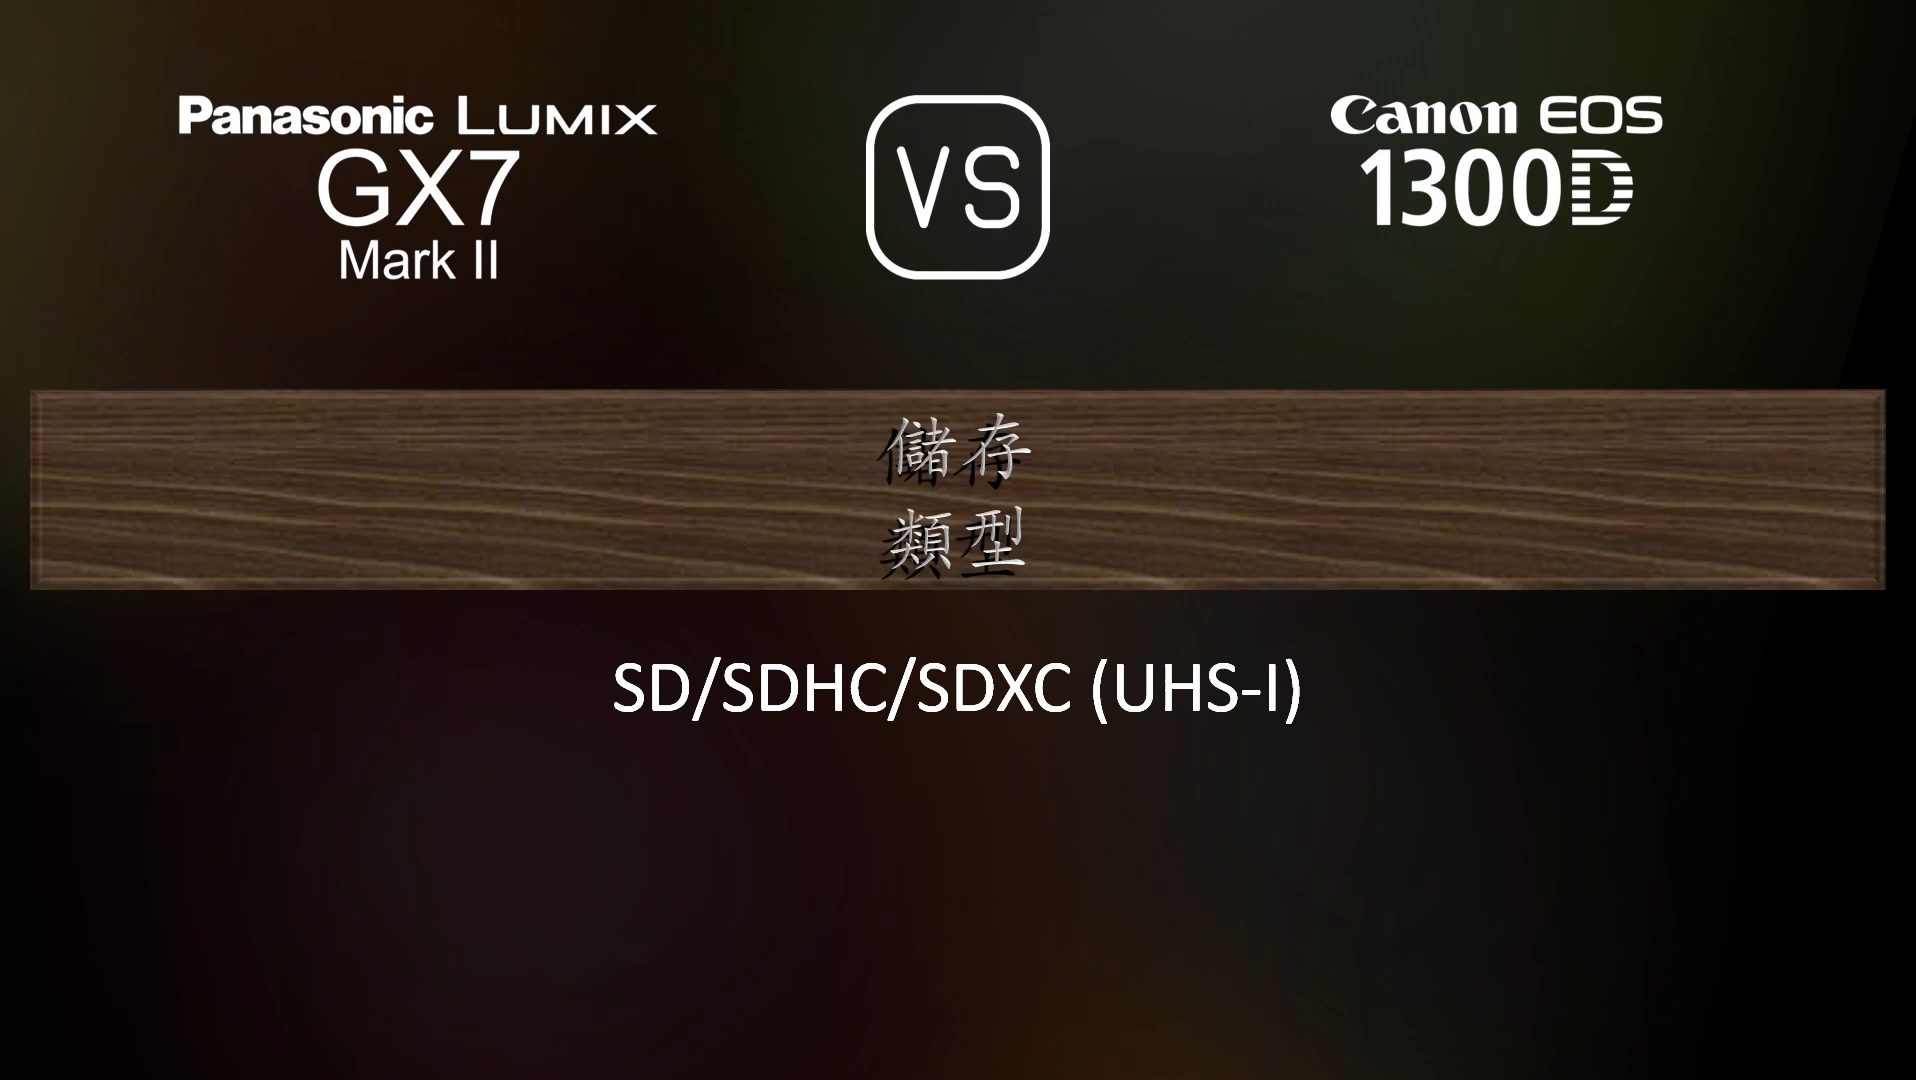 Panasonic LUMIX
GX7
Mark II
VS
Canon EOS
1300D
儲存
類型
SD/SDHC/SDXC (UHS-I)